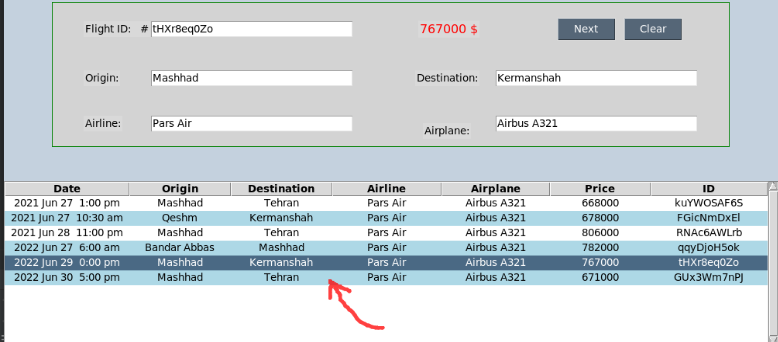 Flight ID: # tHXr8eq0Zo 767000 $ Next Clear
Origin: Mashhad Destination: Kermanshah
Airline: Pars Air Airplane: Airbus A321
Date Origin Destination Airline Airplane Price ID
2021 Jun 27 1:00 pm Mashhad Tehran Pars Air Airbus A321 668000 kuYWOSAF6S
2021 Jun 27 10:30 am Qeshm Kermanshah Pars Air Airbus A321 678000 FGicNmDxEl
2021 Jun 28 11:00 pm Mashhad Tehran Pars Air Airbus A321 806000 RNAc6AWLrb
2022 Jun 27 6:00 am Bandar Abbas Mashhad Pars Air Airbus A321 782000 qqyDjoH5ok
2022 Jun 29 0:00 pm Mashhad Kermanshah Pars Air Airbus A321 767000 tHXr8eq0Zo
2022 Jun 30 5:00 pm Mashhad Tehran Pars Air Airbus A321 671000 GUx3Wm7nPJ